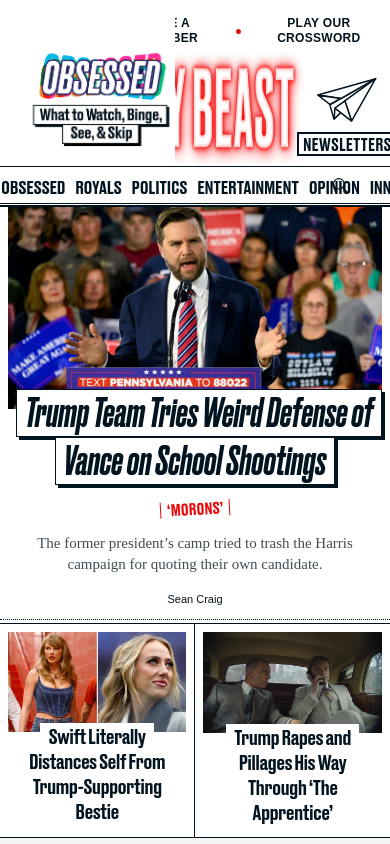 E A
BER
PLAY OUR
CROSSWORD
OBSESSED
What to Watch, Binge,
See, & Skip
Y BEAST
NEWSLETTERS
OBSESSED ROYALS POLITICS ENTERTAINMENT OPINION INN
MAKE AMERICA
TEXT PENNSYLVANIA TO 88022
OUTLAW
HILLBILLY
2024
Trump Team Tries Weird Defense of
Vance on School Shootings
'MORONS'
The former president's camp tried to trash the Harris
campaign for quoting their own candidate.
Sean Craig
Swift Literally
Distances Self From
Trump-Supporting
Bestie
Trump Rapes and
Pillages His Way
Through 'The
Apprentice'